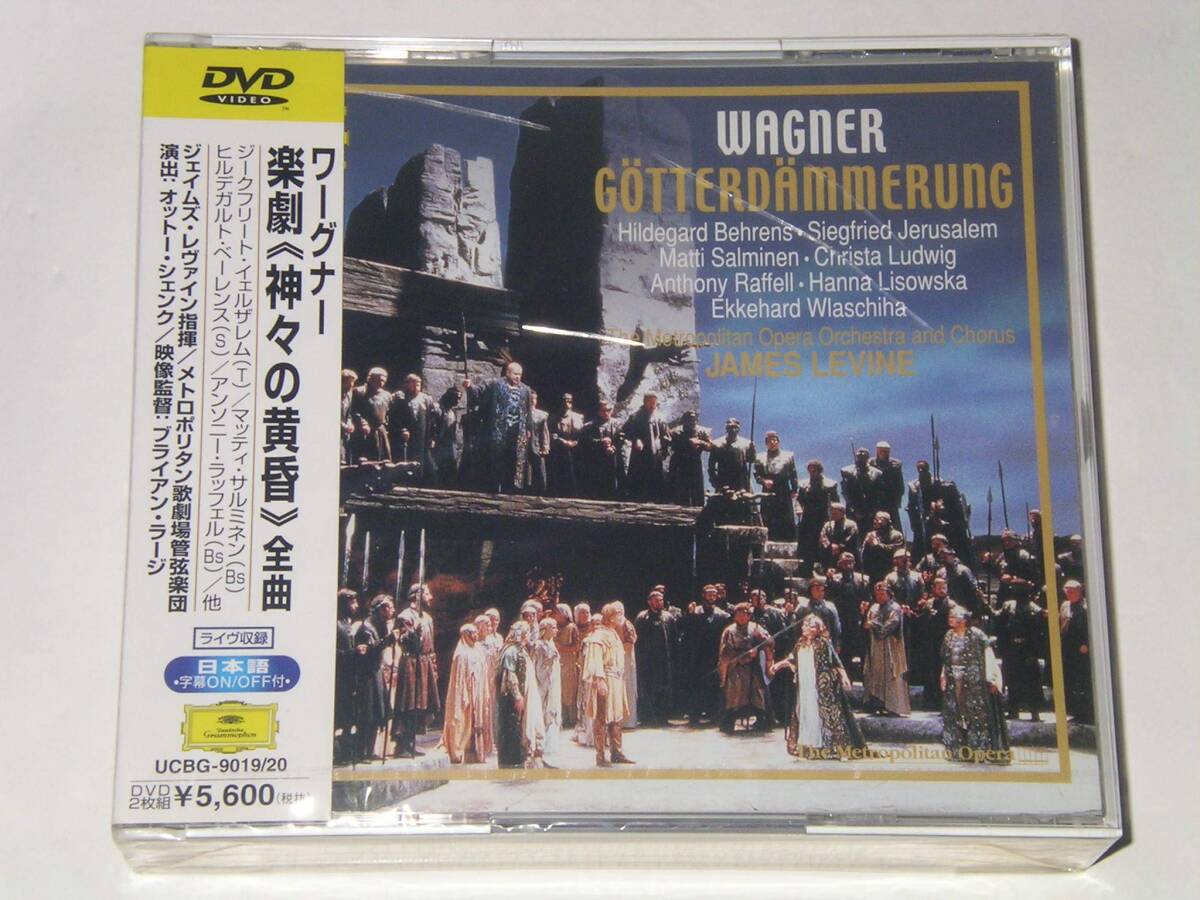 DVD
VIDEO
™
ワーグナー
楽劇《神々の黄昏》全曲
ジークフリート・イェルザレム(T)／マッティ・サルミネン(Bs)
ヒルデガルト・ベーレンス(S)／アンソニー・ラッフェル(Bs)／他
ジェイムズ・レヴァイン指揮／メトロポリタン歌劇場管弦楽団
演出:オットー・シェンク／映像監督:ブライアン・ラージ
ライヴ収録
日本語
•字幕ON/OFF付•
Deutsche
Grammophon
UCBG-9019/20
DVD
2枚組 ¥5,600(税抜)
WAGNER
GÖTTERDÄMMERUNG
Hildegard Behrens • Siegfried Jerusalem
Matti Salminen • Christa Ludwig
Anthony Raffell • Hanna Lisowska
Ekkehard Wlaschiha
The Metropolitan Opera Orchestra and Chorus
JAMES LEVINE
The Metropolitan Opera